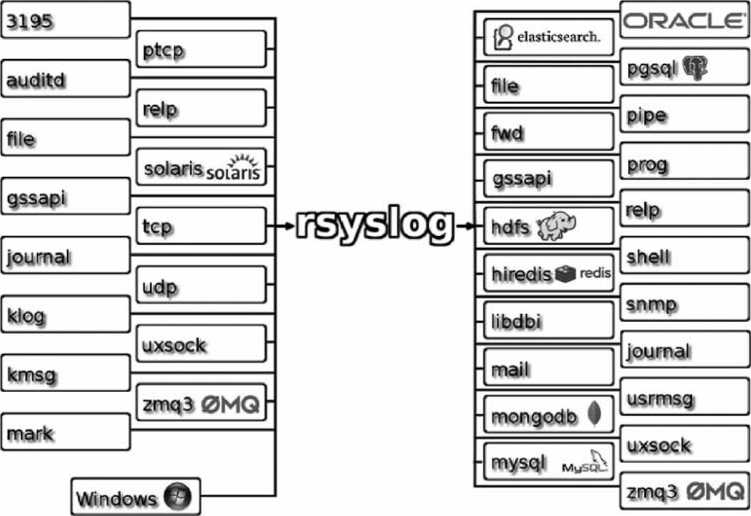 3195
auditd
file
gssapi
journal
klog
kmsg
mark
ptcp
relp
solaris SOLARIS
tcp
udp
uxsock
zmq3 ØMQ
Windows
rsyslog
elasticsearch.
file
fwd
gssapi
hdfs
hiredis redis
libdbi
mail
mongodb
mysql MySQL
ORACLE
pgsql
pipe
prog
relp
shell
snmp
journal
usrmsg
uxsock
zmq3 ØMQ